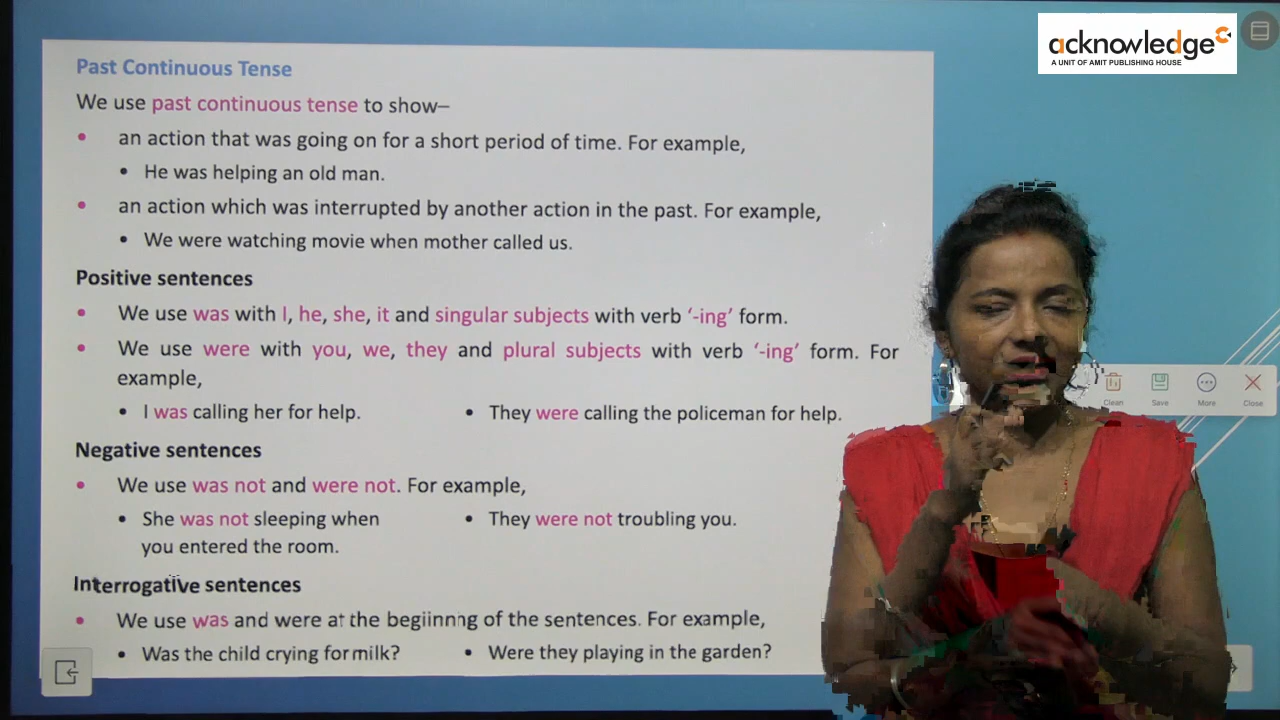 acknowledge
A UNIT OF AMIT PUBLISHING HOUSE
Past Continuous Tense
We use past continuous tense to show–
• an action that was going on for a short period of time. For example,
• He was helping an old man.
• an action which was interrupted by another action in the past. For example,
• We were watching movie when mother called us.
Positive sentences
• We use was with I, he, she, it and singular subjects with verb ‘-ing’ form.
• We use were with you, we, they and plural subjects with verb ‘-ing’ form. For
example,
• I was calling her for help. • They were calling the policeman for help.
Clean Save More Close
Negative sentences
• We use was not and were not. For example,
• She was not sleeping when • They were not troubling you.
you entered the room.
Interrogative sentences
• We use was and were at the begiinnng of the sentences. For example,
• Was the child crying for milk? • Were they playing in the garden?